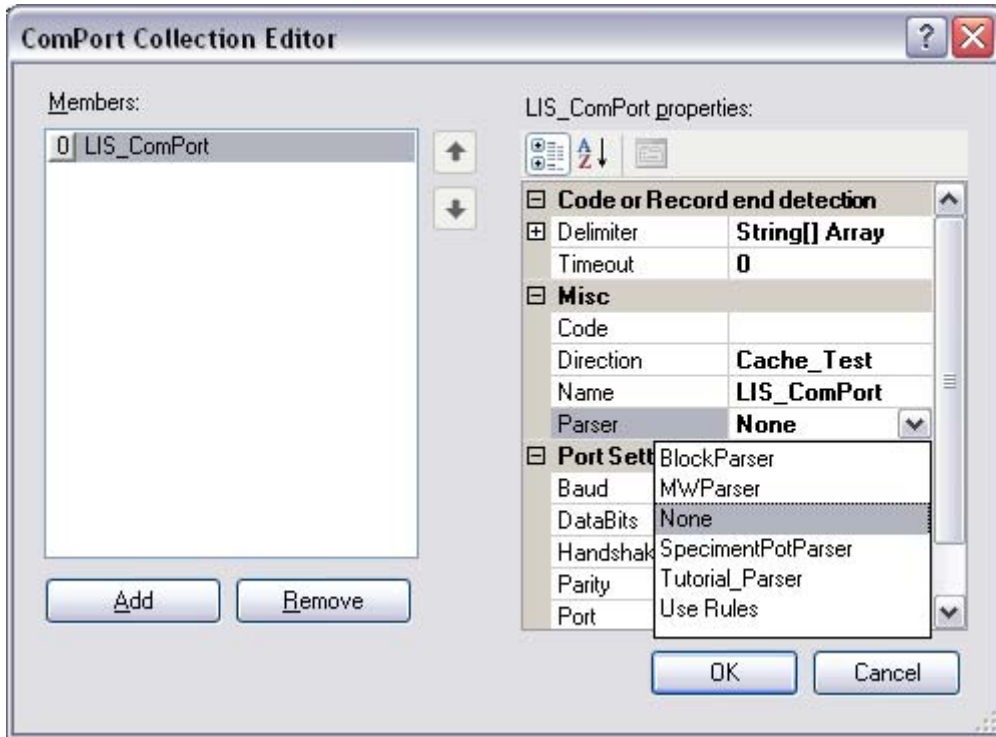 ComPort Collection Editor
?
Members:
0 LIS_ComPort
Add
Remove
LIS_ComPort properties:
A
Z
Code or Record end detection
Delimiter String[] Array
Timeout 0
Misc
Code
Direction Cache_Test
Name LIS_ComPort
Parser None
Port Sett
Baud
DataBits
Handshak
Parity
Port
BlockParser
MWParser
None
SpecimentPotParser
Tutorial_Parser
Use Rules
OK
Cancel